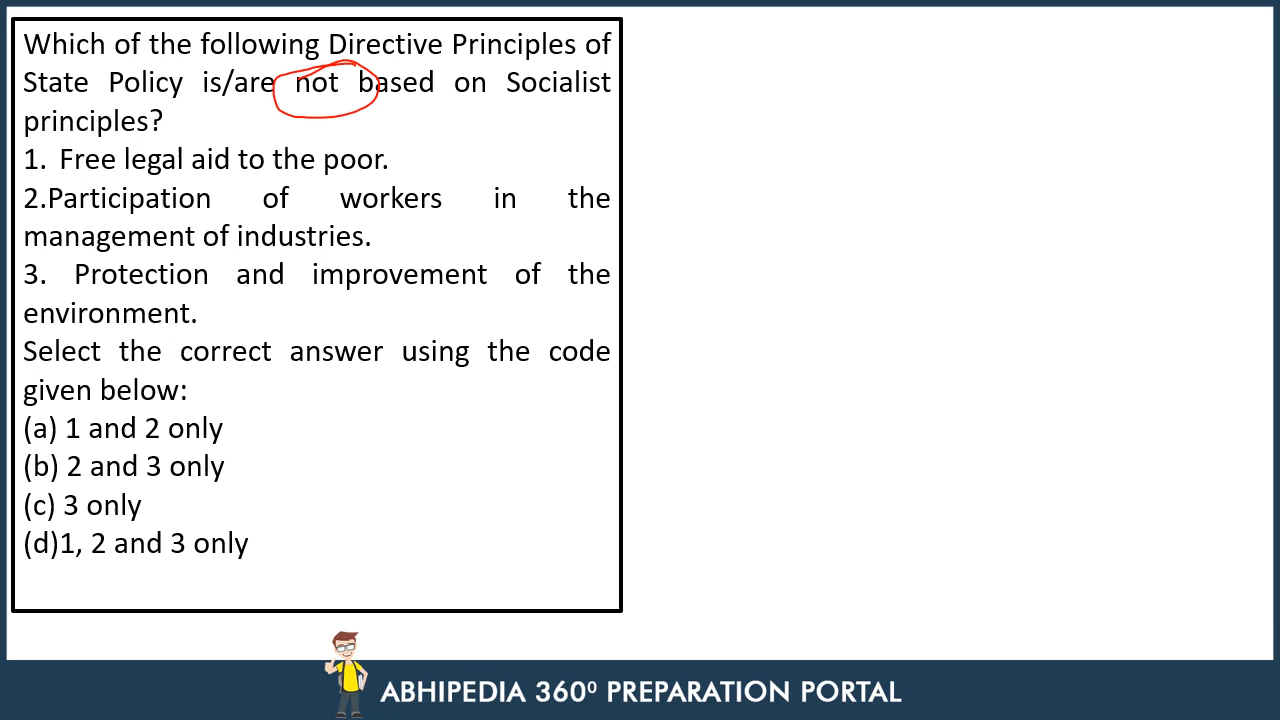 Which of the following Directive Principles of
State Policy is/are not based on Socialist
principles?
1. Free legal aid to the poor.
2.Participation of workers in the
management of industries.
3. Protection and improvement of the
environment.
Select the correct answer using the code
given below:
(a) 1 and 2 only
(b) 2 and 3 only
(c) 3 only
(d)1, 2 and 3 only
ABHIPEDIA 360⁰ PREPARATION PORTAL